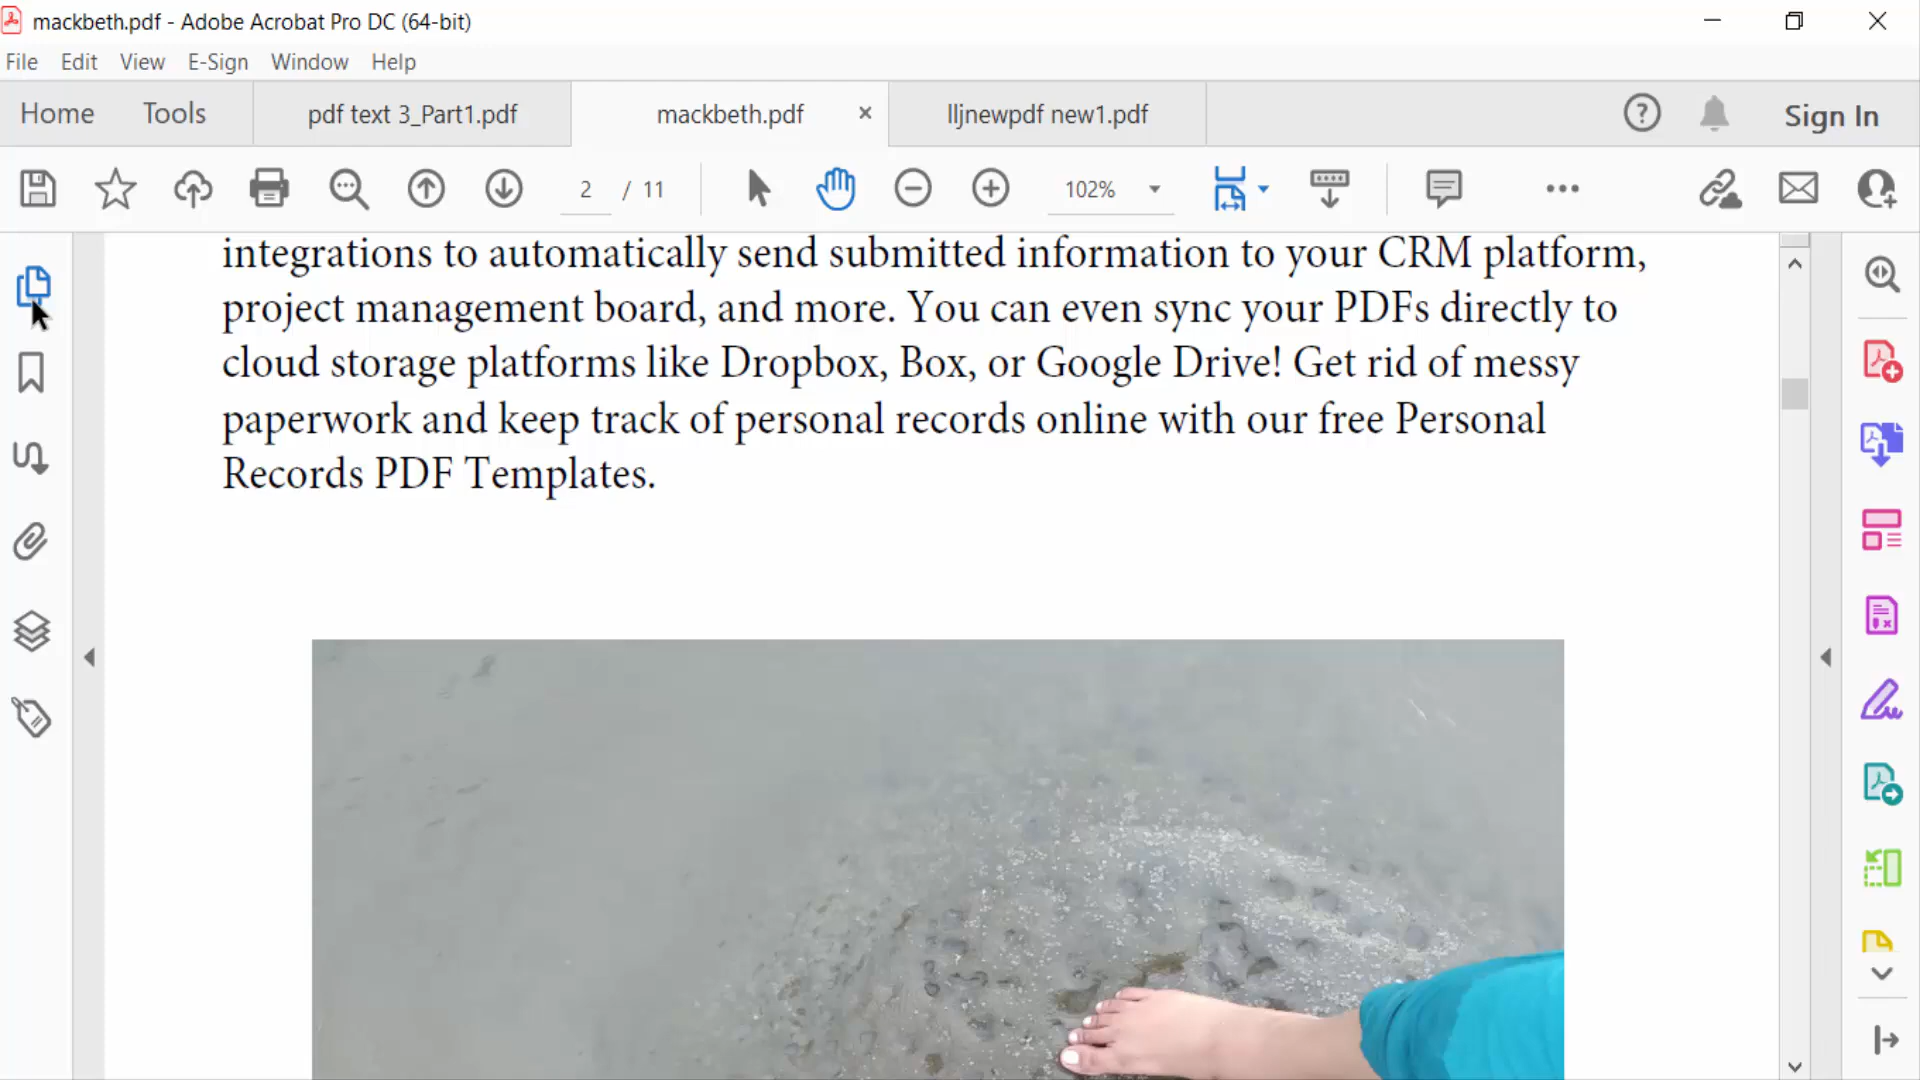 mackbeth.pdf - Adobe Acrobat Pro DC (64-bit)
File Edit View E-Sign Window Help
Home Tools pdf text 3_Part1.pdf mackbeth.pdf lljnewpdf new1.pdf Sign In
2 / 11 102%
integrations to automatically send submitted information to your CRM platform,
project management board, and more. You can even sync your PDFs directly to
cloud storage platforms like Dropbox, Box, or Google Drive! Get rid of messy
paperwork and keep track of personal records online with our free Personal
Records PDF Templates.